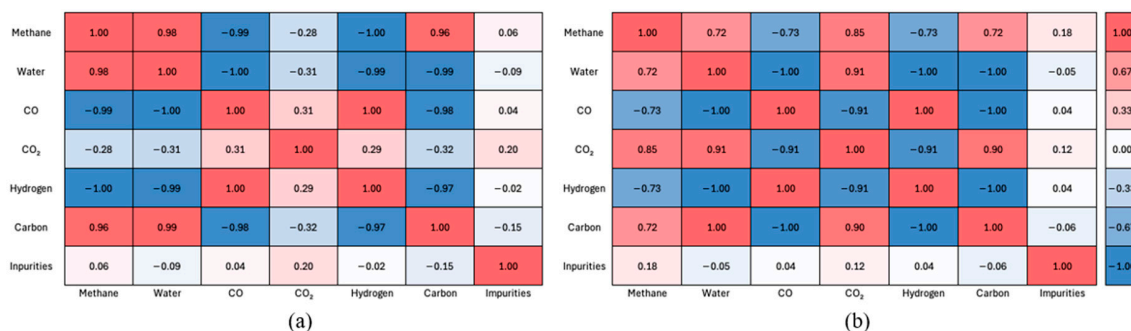 Methane 1.00 0.98 −0.99 −0.28 −1.00 0.96 0.06
Water 0.98 1.00 −1.00 −0.31 −0.99 −0.99 −0.09
CO −0.99 −1.00 1.00 0.31 1.00 −0.98 0.04
CO₂ −0.28 −0.31 0.31 1.00 0.29 −0.32 0.20
Hydrogen −1.00 −0.99 1.00 0.29 1.00 −0.97 −0.02
Carbon 0.96 0.99 −0.98 −0.32 −0.97 1.00 −0.15
Inpurities 0.06 −0.09 0.04 0.20 −0.02 −0.15 1.00
Methane Water CO CO₂ Hydrogen Carbon Impurities
(a)
Methane 1.00 0.72 −0.73 0.85 −0.73 0.72 0.18
Water 0.72 1.00 −1.00 0.91 −1.00 −1.00 −0.05
CO −0.73 −1.00 1.00 −0.91 1.00 −1.00 0.04
CO₂ 0.85 0.91 −0.91 1.00 −0.91 0.90 0.12
Hydrogen −0.73 −1.00 1.00 −0.91 1.00 −1.00 0.04
Carbon 0.72 1.00 −1.00 0.90 −1.00 1.00 −0.06
Inpurities 0.18 −0.05 0.04 0.12 0.04 −0.06 1.00
Methane Water CO CO₂ Hydrogen Carbon Impurities
(b)
1.00
0.67
0.33
0.00